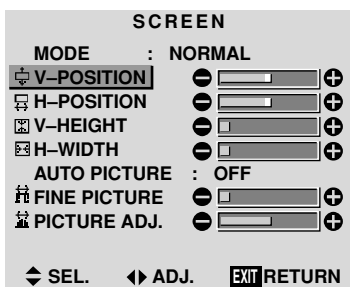 SCREEN
MODE : NORMAL
V–POSITION
H–POSITION
V–HEIGHT
H–WIDTH
AUTO PICTURE : OFF
FINE PICTURE
PICTURE ADJ.
SEL. ADJ. EXIT RETURN